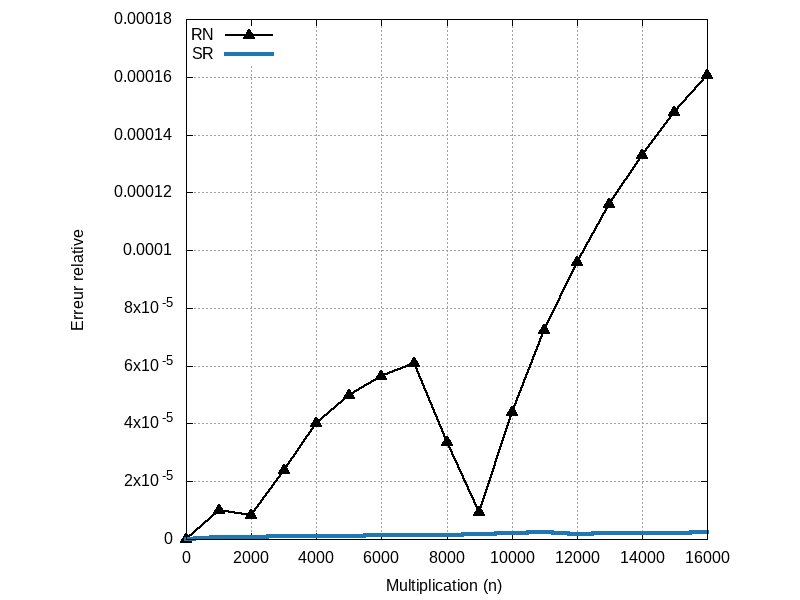 RN
SR
0.00018
0.00016
0.00014
0.00012
0.0001
8x10^-5
6x10^-5
4x10^-5
2x10^-5
0
Erreur relative
0 2000 4000 6000 8000 10000 12000 14000 16000
Multiplication (n)